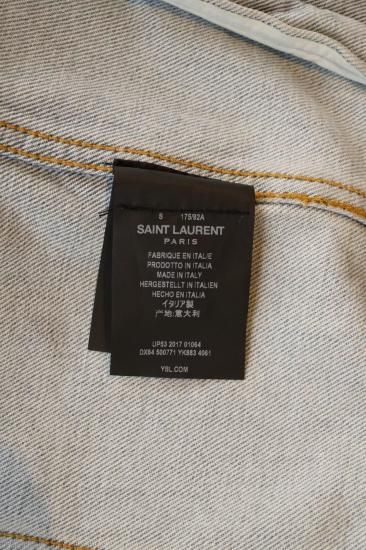 S 175/92A
SAINT LAURENT
PARIS
FABRIQUE EN ITALIE
PRODOTTO IN ITALIA
MADE IN ITALY
HERGESTELLT IN ITALIEN
HECHO EN ITALIA
イタリア製
产地:意大利
UP53 2017 01064
DX64 500771 YK883 4961
YSL.COM